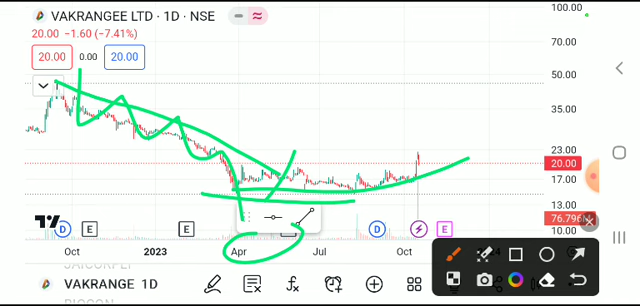 VAKRANGEE LTD · 1D · NSE
20.00 −1.60 (−7.41%)
20.00 0.00 20.00
100.00
70.00
50.00
35.00
23.00
20.00
17.00
13.00
76.796
10.00
D E E D E
Oct 2023 Apr Jul Oct
VAKRANGE 1D